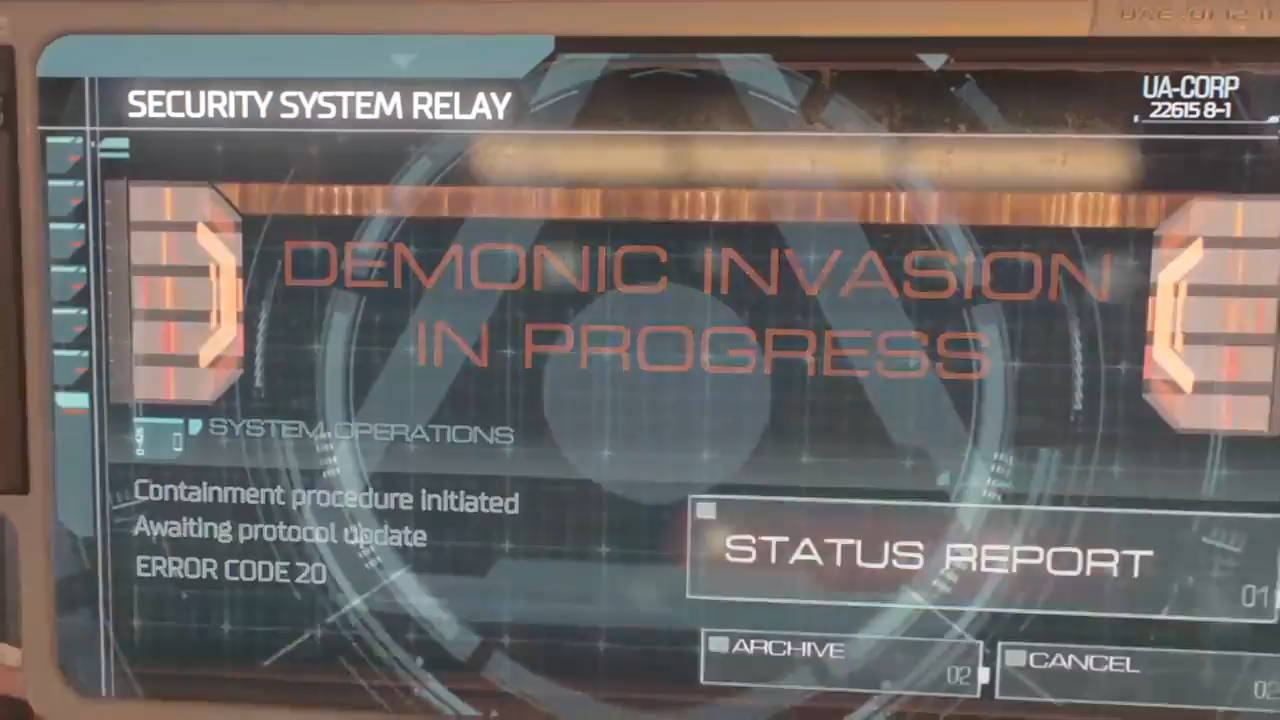 SECURITY SYSTEM RELAY
UA-CORP
22615 8-1
DEMONIC INVASION
IN PROGRESS
SYSTEM OPERATIONS
Containment procedure initiated
Awaiting protocol update
ERROR CODE 20
STATUS REPORT
01
ARCHIVE
02
CANCEL